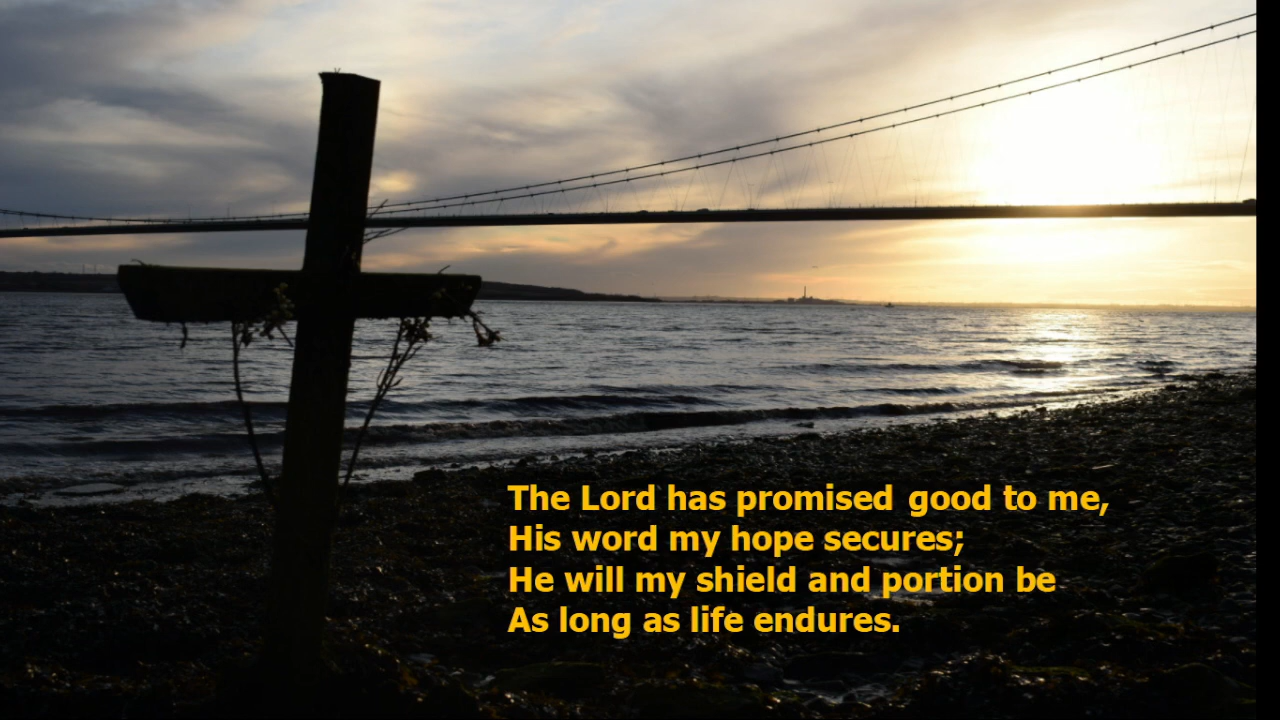 The Lord has promised good to me,
His word my hope secures;
He will my shield and portion be
As long as life endures.